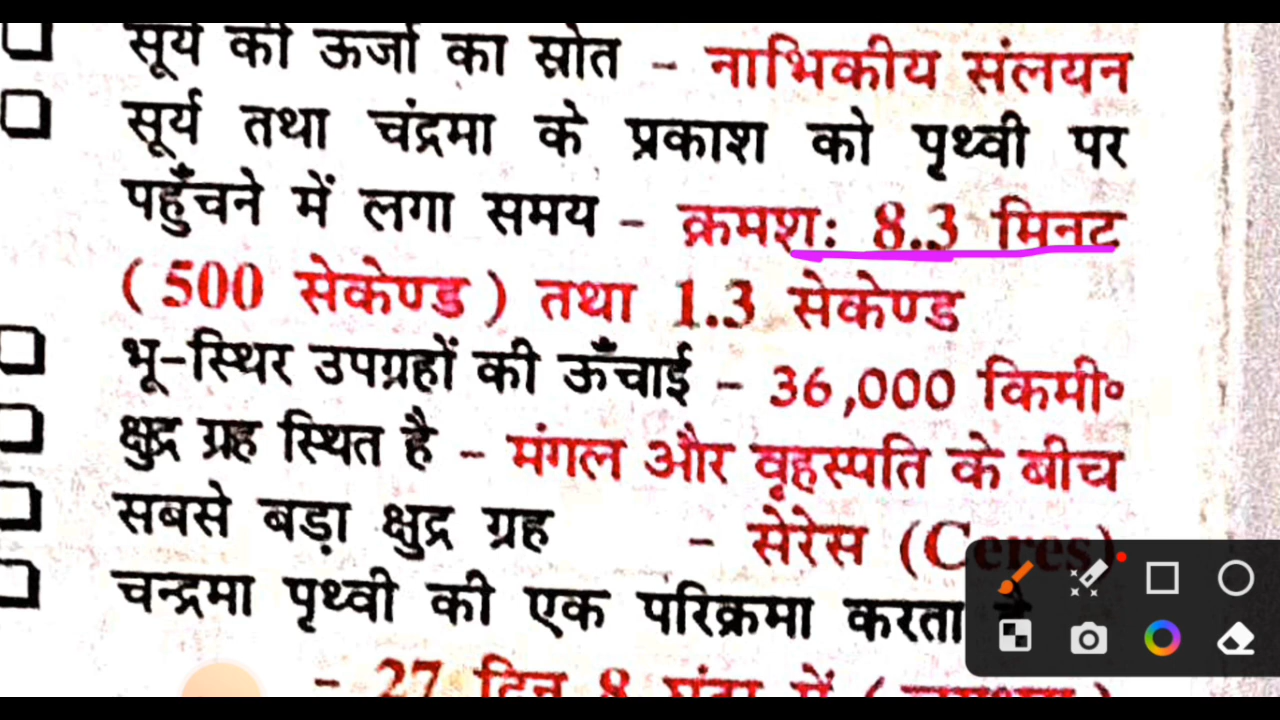 सूर्य की ऊर्जा का स्रोत - नाभिकीय संलयन
सूर्य तथा चंद्रमा के प्रकाश को पृथ्वी पर
पहुँचने में लगा समय - क्रमशः 8.3 मिनट
(500 सेकेण्ड) तथा 1.3 सेकेण्ड
भू-स्थिर उपग्रहों की ऊँचाई - 36,000 किमी॰
क्षुद्र ग्रह स्थित है - मंगल और वृहस्पति के बीच
सबसे बड़ा क्षुद्र ग्रह - सेरेस (Ceres)
चन्द्रमा पृथ्वी की एक परिक्रमा करता है
- 27 दिन 8 घंटा में (